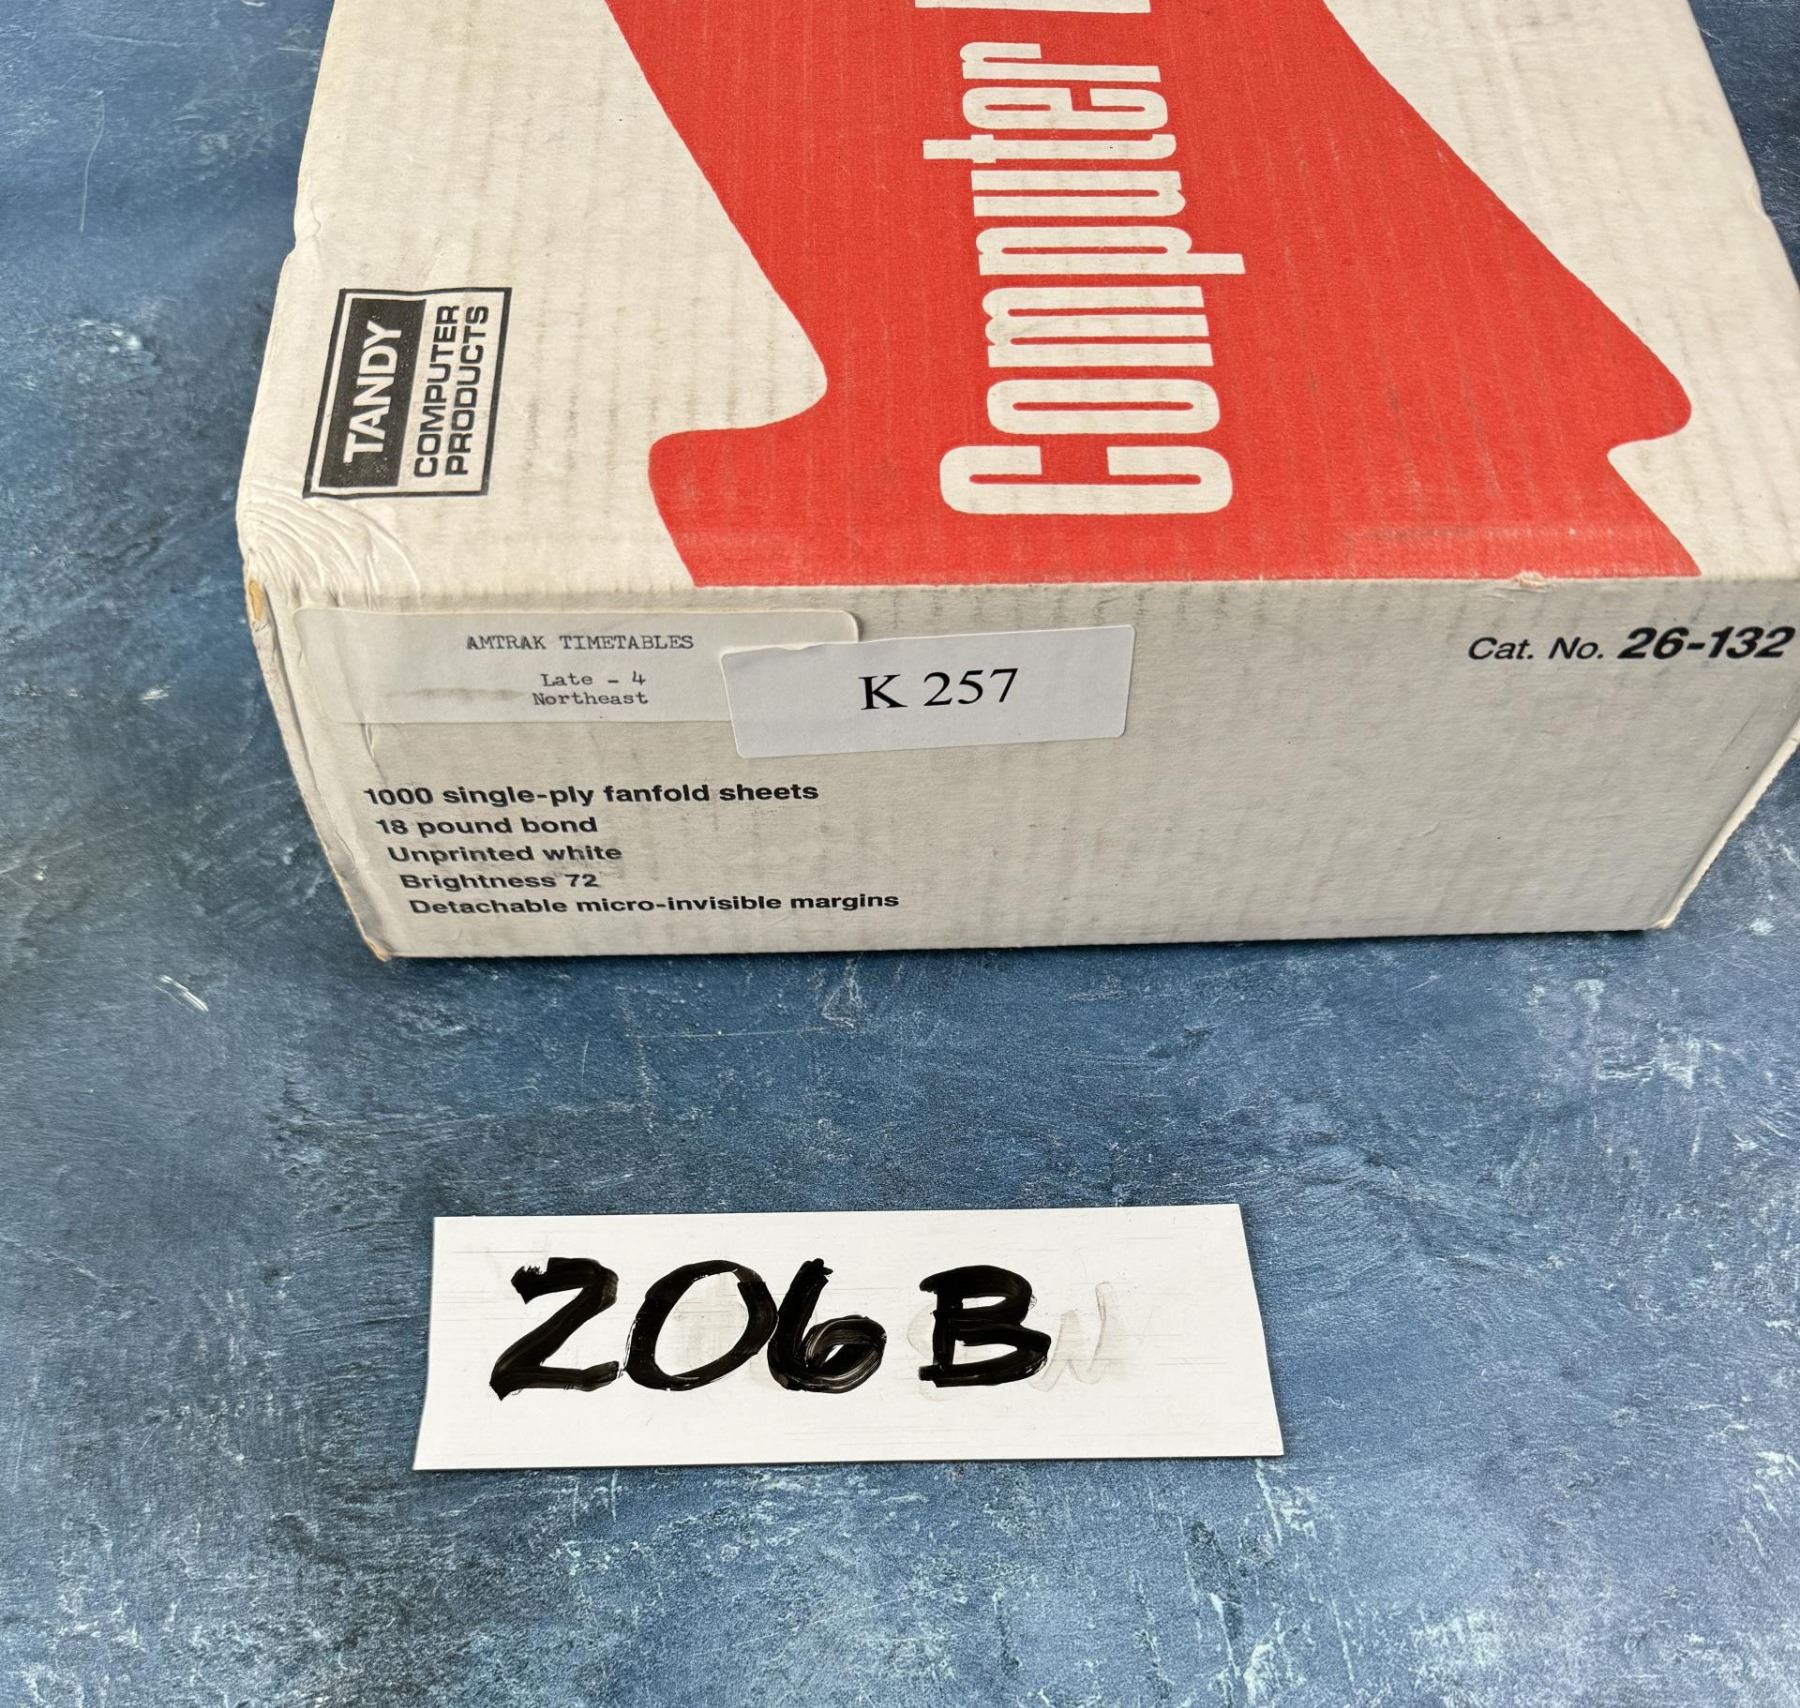 Computer
TANDY
COMPUTER
PRODUCTS
AMTRAK TIMETABLES
Late - 4
Northeast
K 257
Cat. No. 26-132
1000 single-ply fanfold sheets
18 pound bond
Unprinted white
Brightness 72
Detachable micro-invisible margins
206B